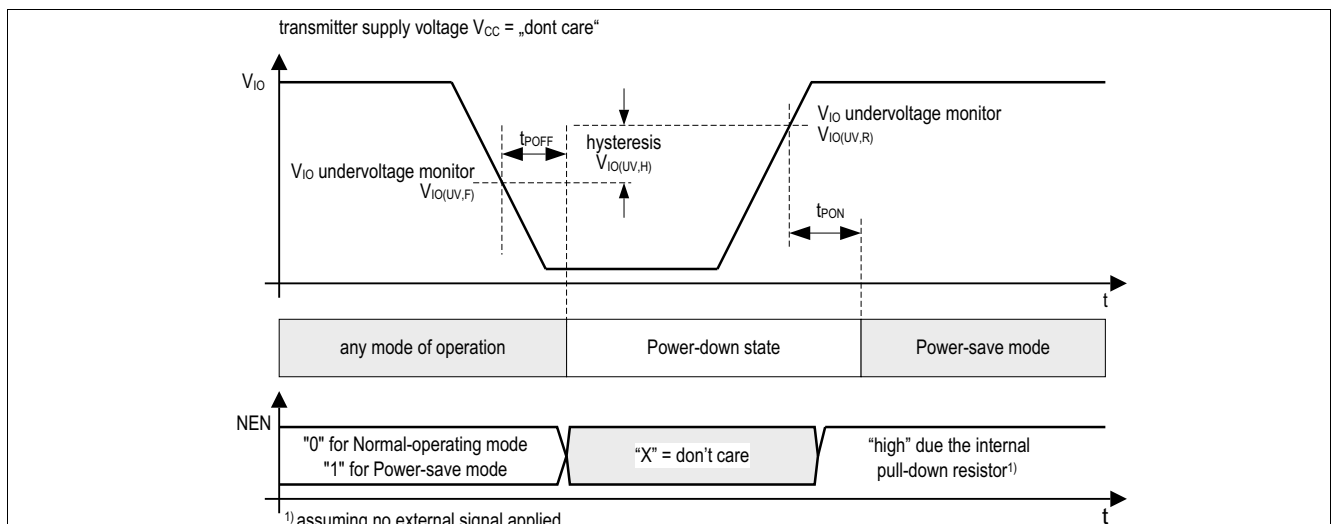 transmitter supply voltage VCC = „dont care“
VIO
VIO undervoltage monitor
VIO(UV,R)
tPOFF
hysteresis
VIO(UV,H)
VIO undervoltage monitor
VIO(UV,F)
tPON
t
any mode of operation
Power-down state
Power-save mode
NEN
"0" for Normal-operating mode
"1" for Power-save mode
“X” = don’t care
“high” due the internal
pull-down resistor1)
1) assuming no external signal applied
t